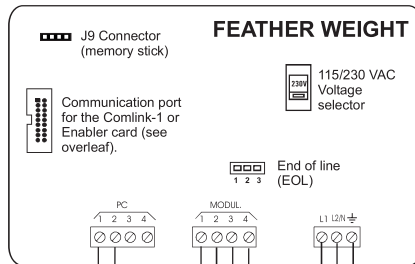 FEATHER WEIGHT
J9 Connector
(memory stick)
115/230 VAC
Voltage
selector
230V
Communication port
for the Comlink-1 or
Enabler card (see
overleaf).
End of line
(EOL)
1 2 3
PC
1 2 3 4
MODUL.
1 2 3 4
L1 L2/N